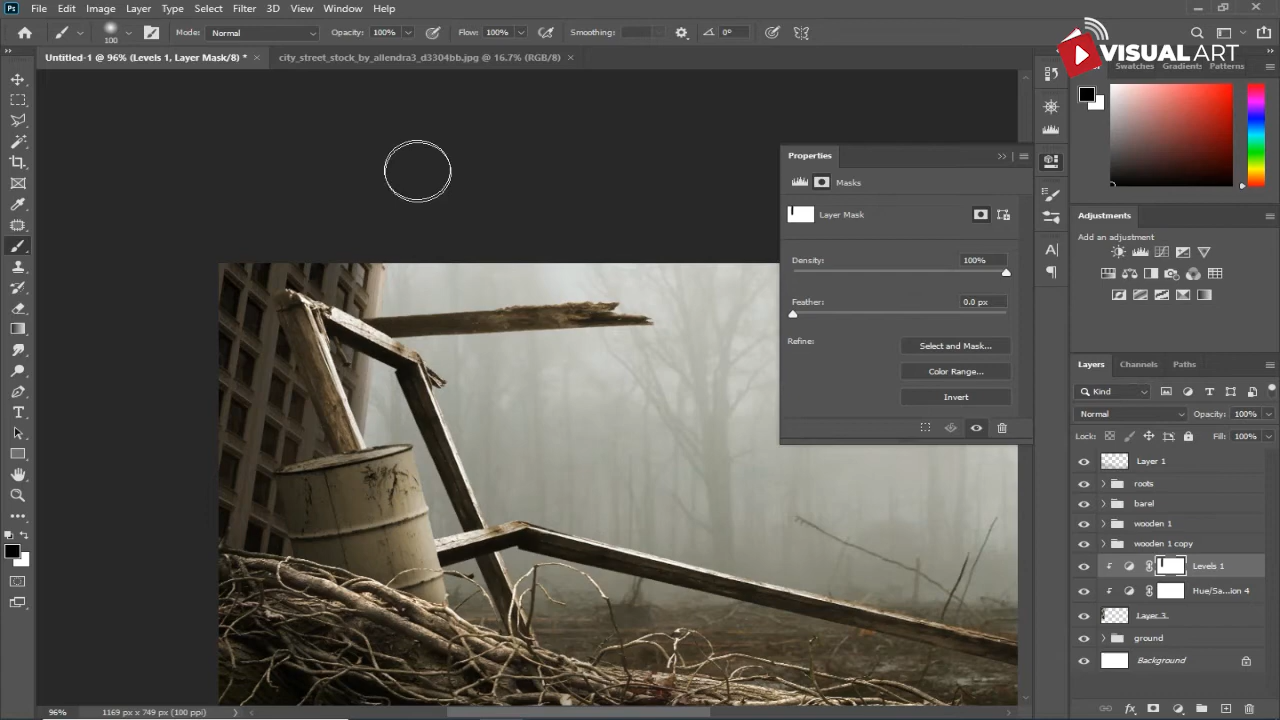 Ps File Edit Image Layer Type Select Filter 3D View Window Help
100 Mode: Normal Opacity: 100% Flow: 100% Smoothing: 0°
VISUAL ART
Untitled-1 @ 96% (Levels 1, Layer Mask/8) * × city_street_stock_by_allendra3_d3304bb.jpg @ 16.7% (RGB/8) ×
Swatches Gradients Patterns
Properties
Masks
Layer Mask
Density: 100%
Feather: 0.0 px
Refine: Select and Mask...
Color Range...
Invert
Adjustments
Add an adjustment
Layers Channels Paths
Kind
Normal Opacity: 100%
Lock: Fill: 100%
Layer 1
roots
barel
wooden 1
wooden 1 copy
Levels 1
Hue/Sa...ion 4
Layer 3
ground
Background
96% 1169 px x 749 px (100 ppi)